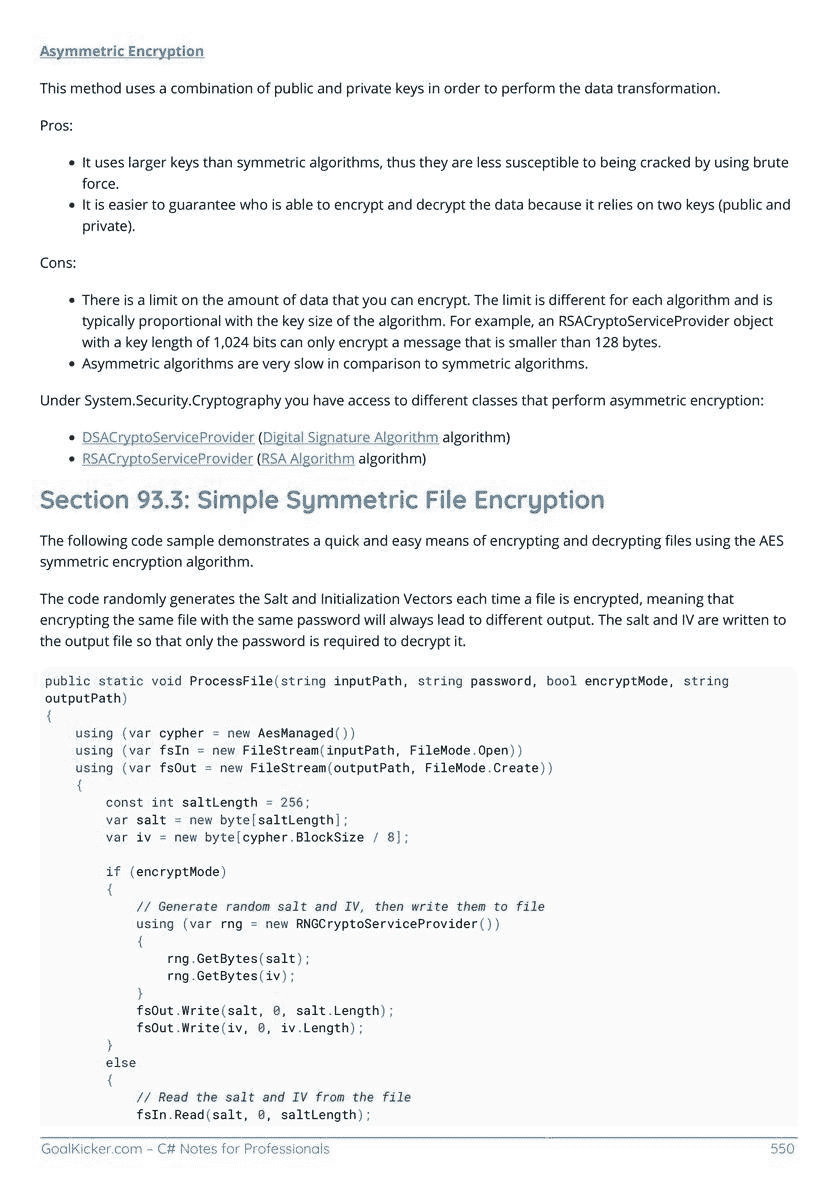 Asymmetric Encryption
This method uses a combination of public and private keys in order to perform the data transformation.
Pros:
It uses larger keys than symmetric algorithms, thus they are less susceptible to being cracked by using brute
force.
It is easier to guarantee who is able to encrypt and decrypt the data because it relies on two keys (public and
private).
Cons:
There is a limit on the amount of data that you can encrypt. The limit is different for each algorithm and is
typically proportional with the key size of the algorithm. For example, an RSACryptoServiceProvider object
with a key length of 1,024 bits can only encrypt a message that is smaller than 128 bytes.
Asymmetric algorithms are very slow in comparison to symmetric algorithms.
Under System.Security.Cryptography you have access to different classes that perform asymmetric encryption:
DSACryptoServiceProvider (Digital Signature Algorithm algorithm)
RSACryptoServiceProvider (RSA Algorithm algorithm)
Section 93.3: Simple Symmetric File Encryption
The following code sample demonstrates a quick and easy means of encrypting and decrypting files using the AES
symmetric encryption algorithm.
The code randomly generates the Salt and Initialization Vectors each time a file is encrypted, meaning that
encrypting the same file with the same password will always lead to different output. The salt and IV are written to
the output file so that only the password is required to decrypt it.
public static void ProcessFile(string inputPath, string password, bool encryptMode, string
outputPath)
{
    using (var cypher = new AesManaged())
    using (var fsIn = new FileStream(inputPath, FileMode.Open))
    using (var fsOut = new FileStream(outputPath, FileMode.Create))
    {
        const int saltLength = 256;
        var salt = new byte[saltLength];
        var iv = new byte[cypher.BlockSize / 8];
        if (encryptMode)
        {
            // Generate random salt and IV, then write them to file
            using (var rng = new RNGCryptoServiceProvider())
            {
                rng.GetBytes(salt);
                rng.GetBytes(iv);
            }
            fsOut.Write(salt, 0, salt.Length);
            fsOut.Write(iv, 0, iv.Length);
        }
        else
        {
            // Read the salt and IV from the file
            fsIn.Read(salt, 0, saltLength);
GoalKicker.com – C# Notes for Professionals 550